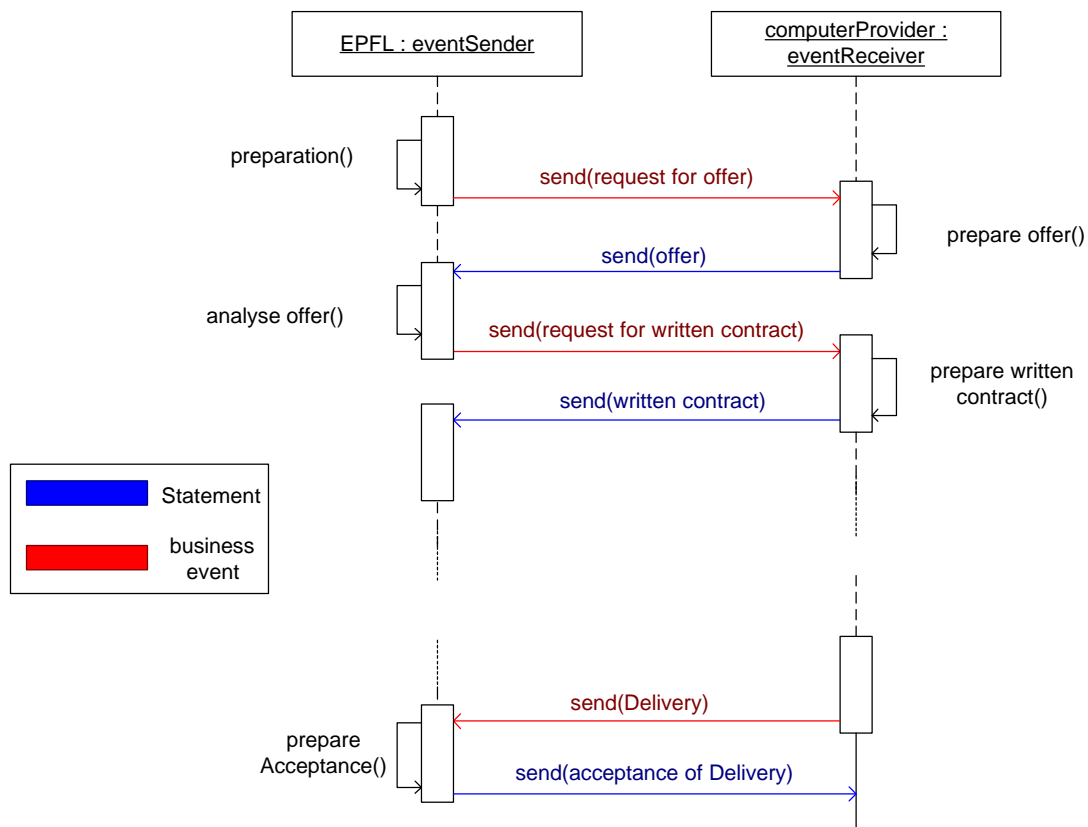 EPFL : eventSender
computerProvider :
eventReceiver
preparation()
send(request for offer)
prepare offer()
send(offer)
analyse offer()
send(request for written contract)
prepare written
contract()
send(written contract)
Statement
business
event
send(Delivery)
prepare
Acceptance()
send(acceptance of Delivery)